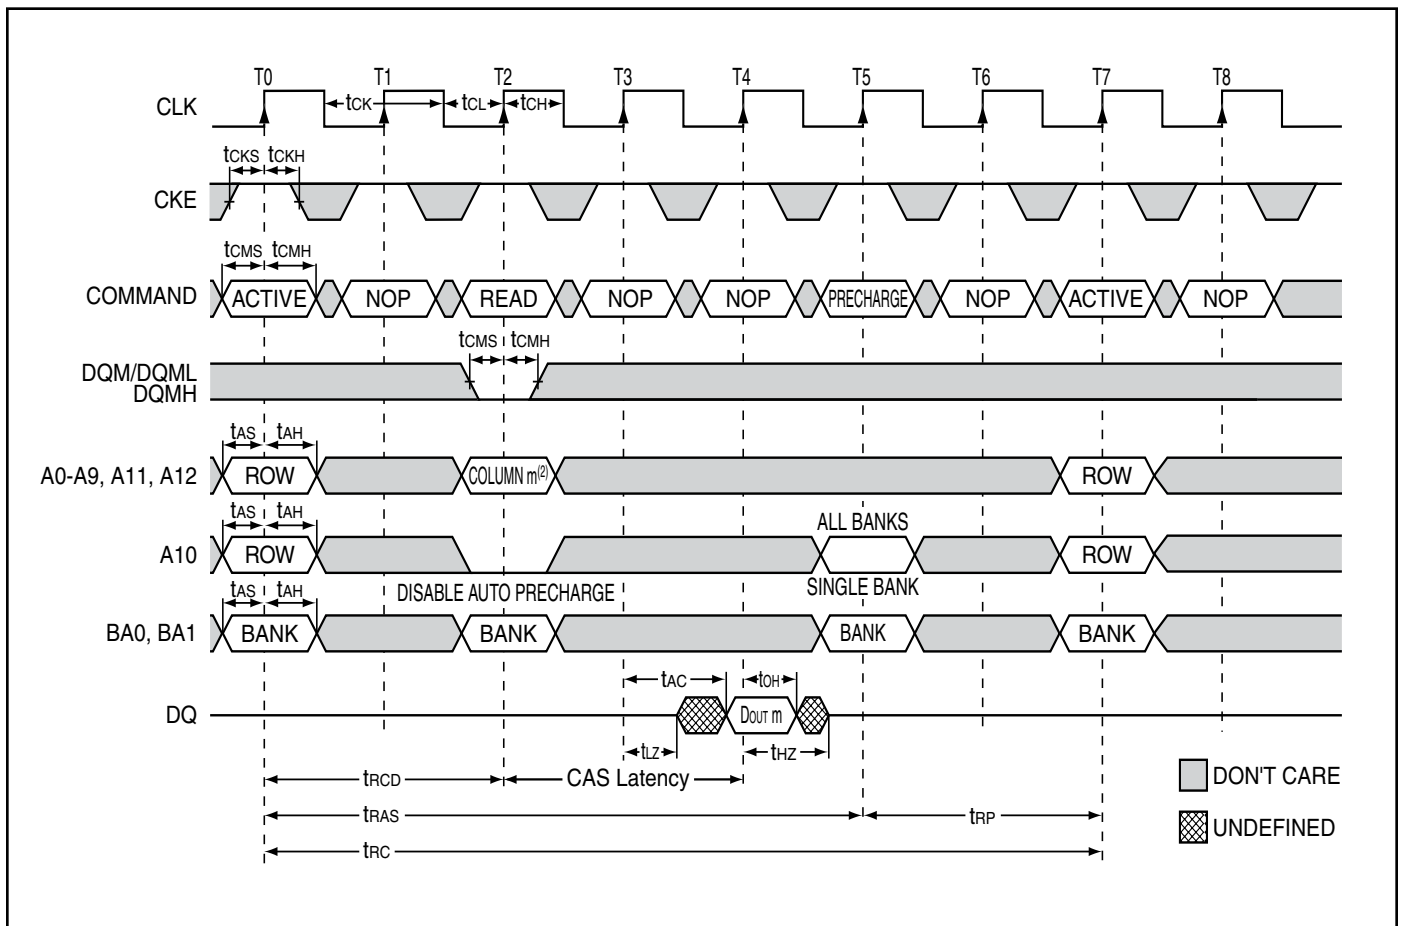 T0 T1 T2 T3 T4 T5 T6 T7 T8
CLK
tCK tCL tCH
tCKS tCKH
CKE
tCMS tCMH
COMMAND ACTIVE NOP READ NOP NOP PRECHARGE NOP ACTIVE NOP
tCMS tCMH
DQM/DQML
DQMH
tAS tAH
A0-A9, A11, A12 ROW COLUMN m(2) ROW
tAS tAH
ALL BANKS
A10 ROW ROW
DISABLE AUTO PRECHARGE SINGLE BANK
tAS tAH
BA0, BA1 BANK BANK BANK BANK
tAC tOH
DQ DOUT m
tLZ tHZ
tRCD CAS Latency
DON'T CARE
tRAS tRP
UNDEFINED
tRC